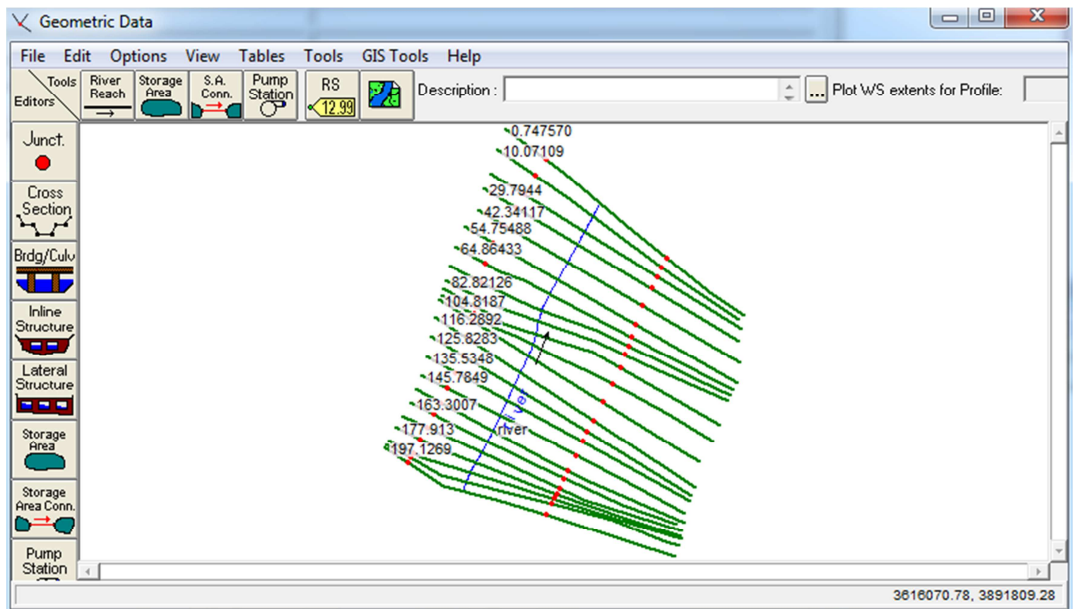 Geometric Data
File Edit Options View Tables Tools GIS Tools Help
Tools
Editors
River Reach
Storage Area
S.A. Conn.
Pump Station
RS
12.99
Description :
...
Plot WS extents for Profile:
Junct.
Cross Section
Brdg/Culv
Inline Structure
Lateral Structure
Storage Area
Storage Area Conn.
Pump Station
0.747570
10.07109
29.7944
42.34117
54.75488
64.86433
82.82126
104.8187
116.2892
125.8283
135.5348
145.7849
163.3007
177.913
197.1269
river
river
3616070.78, 3891809.28